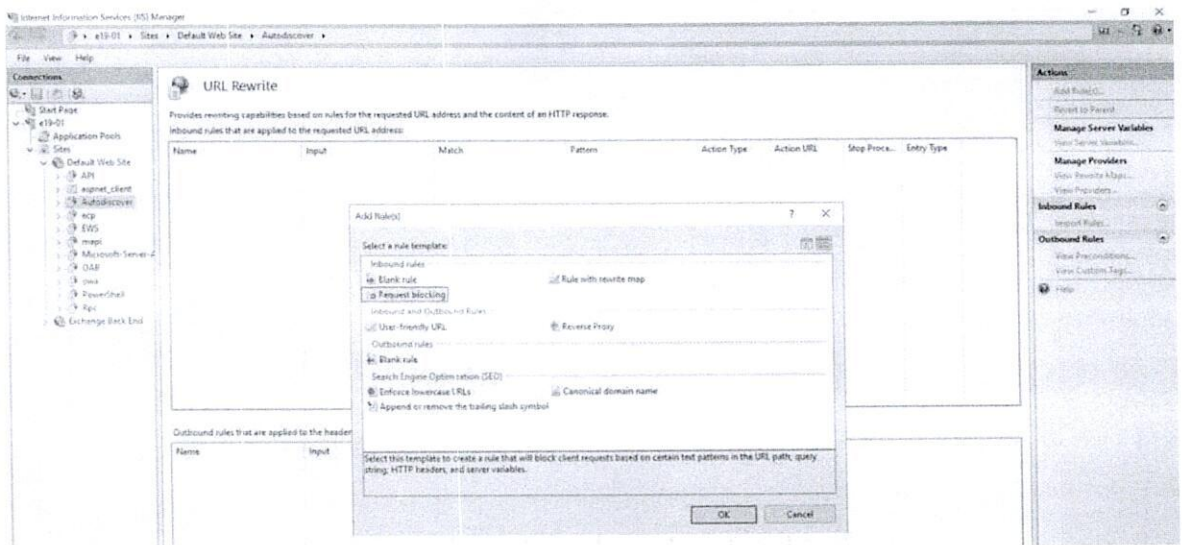 Internet Information Services (IIS) Manager
e19-01 ▸ Sites ▸ Default Web Site ▸ Autodiscover ▸
File View Help
Connections
Start Page
e19-01
Application Pools
Sites
Default Web Site
API
aspnet_client
Autodiscover
ecp
EWS
mapi
Microsoft-Server-A
OAB
owa
PowerShell
Rpc
Exchange Back End
URL Rewrite
Provides rewriting capabilities based on rules for the requested URL address and the content of an HTTP response.
Inbound rules that are applied to the requested URL address:
Name Input Match Pattern Action Type Action URL Stop Proce... Entry Type
Add Rule(s)
? ×
Select a rule template:
Inbound rules
Blank rule
Rule with rewrite map
Request blocking
Inbound and Outbound Rules
User-friendly URL
Reverse Proxy
Outbound rules
Blank rule
Search Engine Optimization (SEO)
Enforce lowercase URLs
Canonical domain name
Append or remove the trailing slash symbol
Select this template to create a rule that will block client requests based on certain text patterns in the URL path, query string, HTTP headers, and server variables.
OK Cancel
Outbound rules that are applied to the header
Name Input
Actions
Add Rule(s)...
Revert to Parent
Manage Server Variables
View Server Variables...
Manage Providers
View Rewrite Maps...
View Providers...
Inbound Rules
Import Rules...
Outbound Rules
View Preconditions...
View Custom Tags...
Help